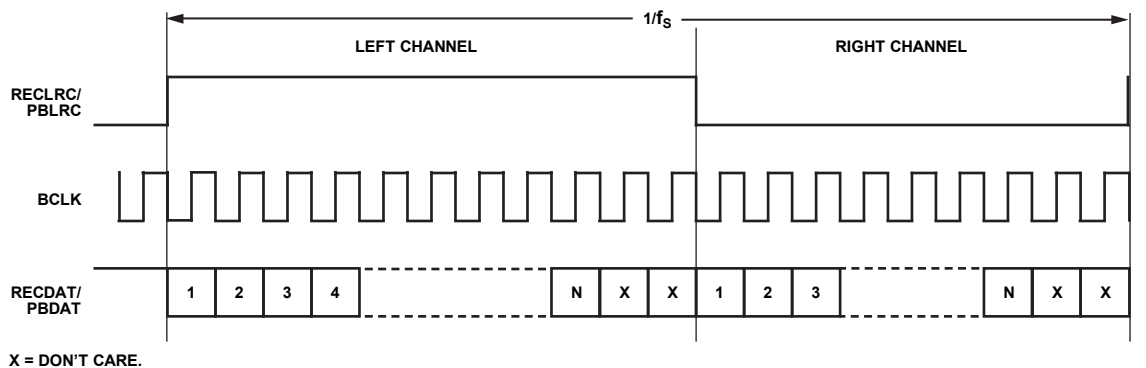 1/fS
LEFT CHANNEL RIGHT CHANNEL
RECLRC/
PBLRC
BCLK
RECDAT/
PBDAT
1 2 3 4 N X X 1 2 3 N X X
X = DON'T CARE.